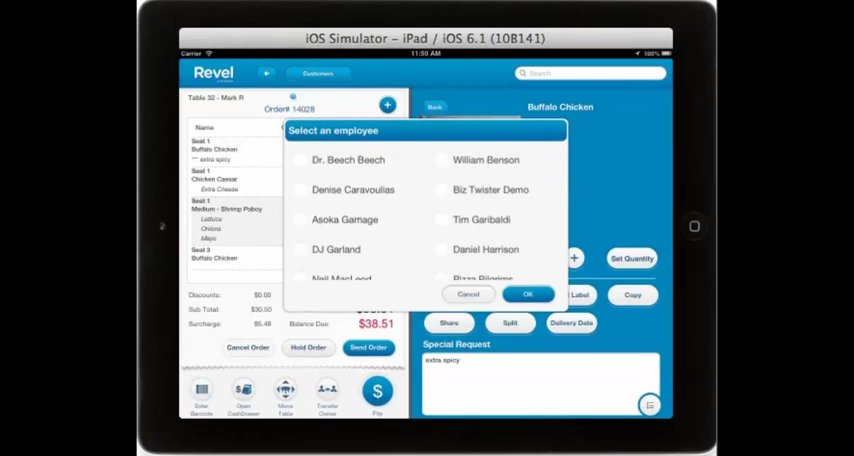 iOS Simulator – iPad / iOS 6.1 (10B141)
Carrier
11:50 AM
100%
Revel
Customers
Search
Table 32 - Mark R
Order# 14028
Back
Buffalo Chicken
Name
Seat 1
Buffalo Chicken
** extra spicy
Seat 1
Chicken Caesar
Extra Cheese
Seat 1
Medium - Shrimp Poboy
Lettuce
Onions
Mayo
Seat 3
Buffalo Chicken
Select an employee
Dr. Beech Beech
William Benson
Denise Caravoulias
Biz Twister Demo
Asoka Gamage
Tim Garibaldi
DJ Garland
Daniel Harrison
Neil MacLeod
Pizza Pilgrims
Cancel
OK
+
Set Quantity
Label
Copy
Share
Split
Delivery Date
Discounts: $0.00
Sub Total: $30.50
Surcharge: $5.49
Balance Due: $38.51
Cancel Order
Hold Order
Send Order
Special Request
extra spicy
Enter Barcode
Open CashDrawer
Move Table
Transfer Owner
$
Pay